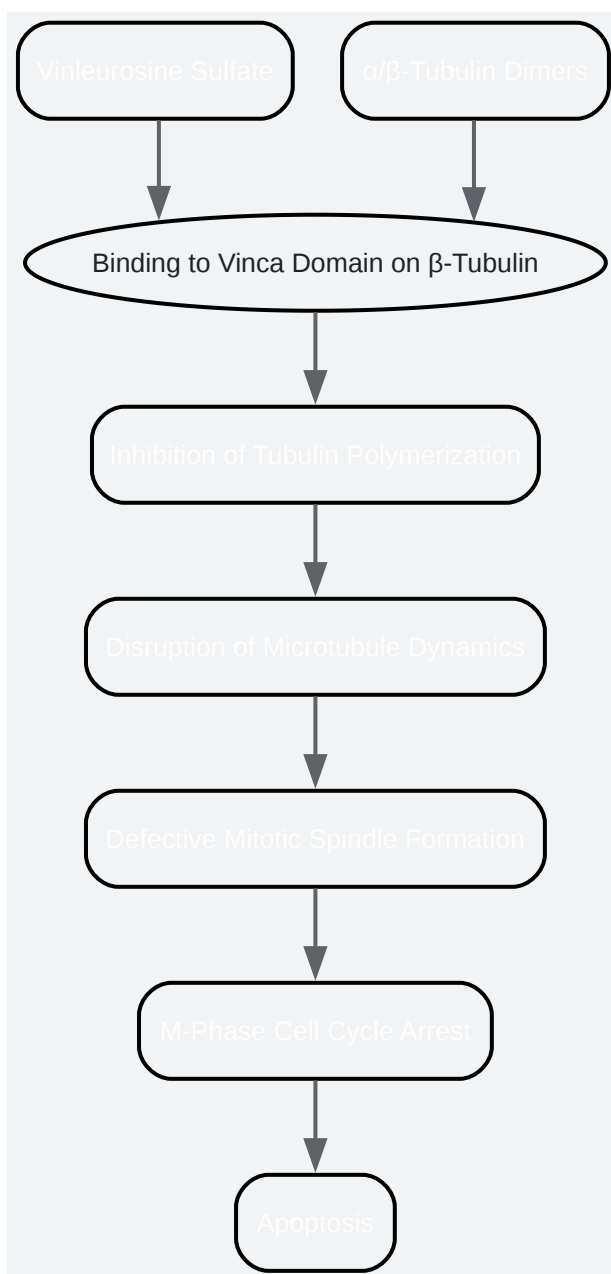 Vinleurosine Sulfate
α/β-Tubulin Dimers
Binding to Vinca Domain on β-Tubulin
Inhibition of Tubulin Polymerization
Disruption of Microtubule Dynamics
Defective Mitotic Spindle Formation
M-Phase Cell Cycle Arrest
Apoptosis